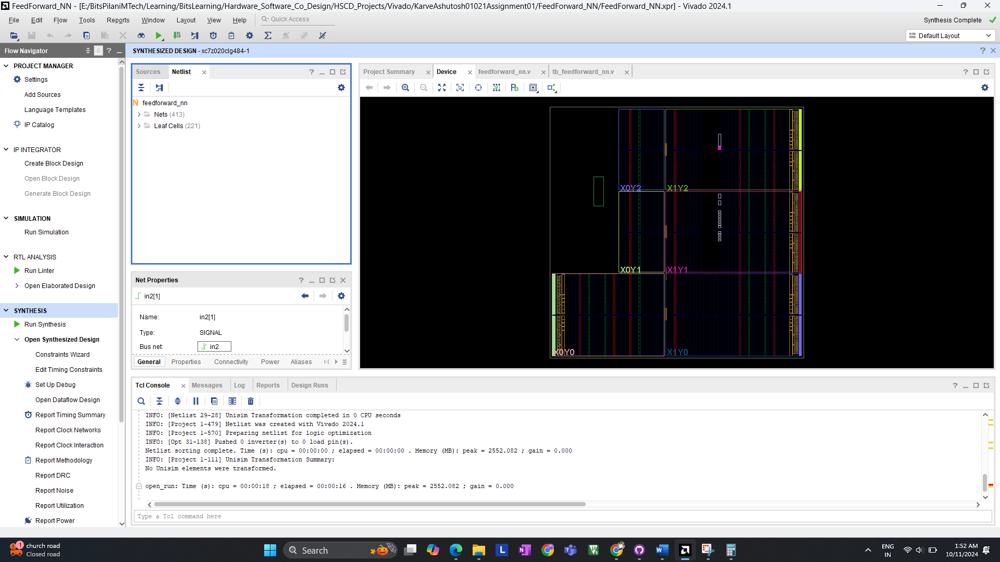 FeedForward_NN - [E:/BitsPilaniMTech/Learning/BitsLearning/Hardware_Software_Co_Design/HSCD_Projects/Vivado/KarveAshutosh01021Assignment01/FeedForward_NN/FeedForward_NN.xpr] - Vivado 2024.1
File Edit Flow Tools Reports Window Layout View Help Quick Access
Synthesis Complete
Default Layout
Flow Navigator
SYNTHESIZED DESIGN - xc7z020clg484-1
PROJECT MANAGER
Settings
Add Sources
Language Templates
IP Catalog
IP INTEGRATOR
Create Block Design
Open Block Design
Generate Block Design
SIMULATION
Run Simulation
RTL ANALYSIS
Run Linter
Open Elaborated Design
SYNTHESIS
Run Synthesis
Open Synthesized Design
Constraints Wizard
Edit Timing Constraints
Set Up Debug
Open Dataflow Design
Report Timing Summary
Report Clock Networks
Report Clock Interaction
Report Methodology
Report DRC
Report Noise
Report Utilization
Report Power
Sources Netlist
N feedforward_nn
Nets (413)
Leaf Cells (221)
Net Properties
in2[1]
Name: in2[1]
Type: SIGNAL
Bus net: in2
General Properties Connectivity Power Aliases
Project Summary Device feedforward_nn.v tb_feedforward_nn.v
X0Y2 X1Y2
X0Y1 X1Y1
X0Y0 X1Y0
Tcl Console Messages Log Reports Design Runs
INFO: [Netlist 29-28] Unisim Transformation completed in 0 CPU seconds
INFO: [Project 1-479] Netlist was created with Vivado 2024.1
INFO: [Project 1-570] Preparing netlist for logic optimization
INFO: [Opt 31-138] Pushed 0 inverter(s) to 0 load pin(s).
Netlist sorting complete. Time (s): cpu = 00:00:00 ; elapsed = 00:00:00 . Memory (MB): peak = 2552.082 ; gain = 0.000
INFO: [Project 1-111] Unisim Transformation Summary:
No Unisim elements were transformed.
open_run: Time (s): cpu = 00:00:18 ; elapsed = 00:00:16 . Memory (MB): peak = 2552.082 ; gain = 0.000
Type a Tcl command here
1
church road
Closed road
Search
ENG
IN
1:52 AM
10/11/2024